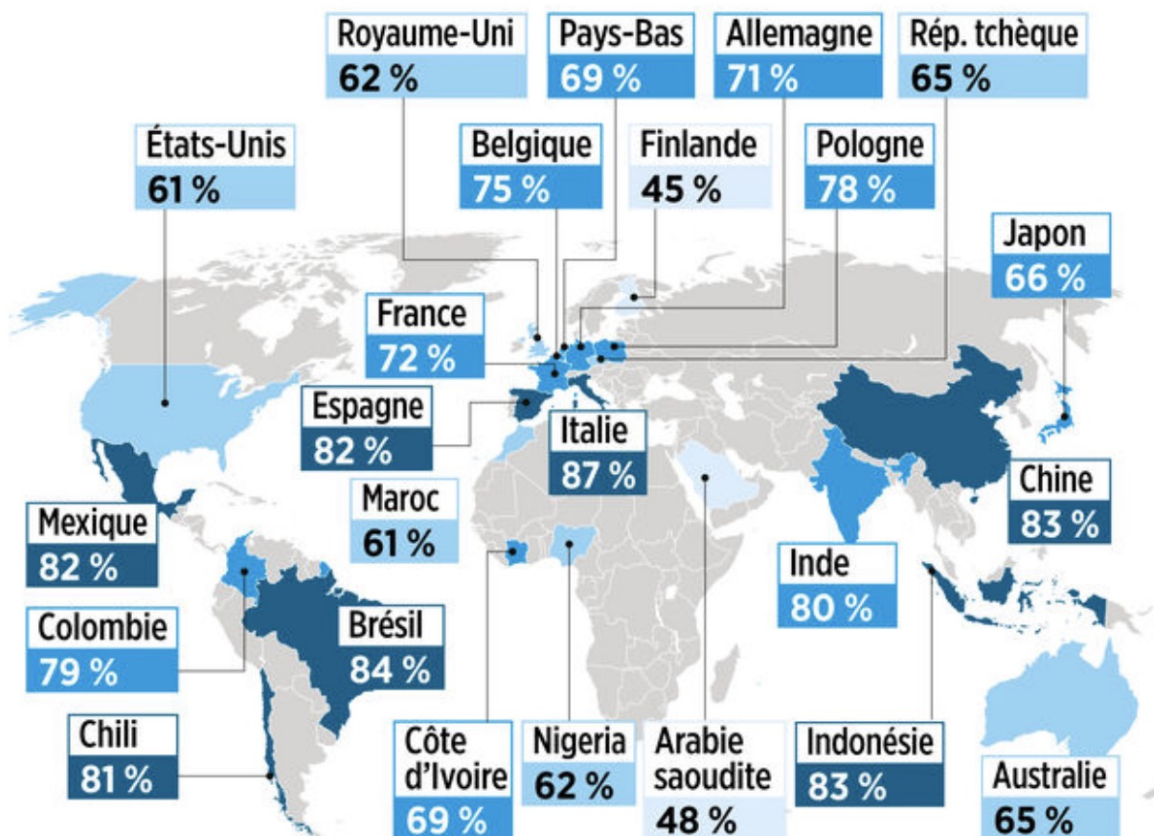 Royaume-Uni
62 %
Pays-Bas
69 %
Allemagne
71 %
Rép. tchèque
65 %
États-Unis
61 %
Belgique
75 %
Finlande
45 %
Pologne
78 %
Japon
66 %
France
72 %
Espagne
82 %
Italie
87 %
Maroc
61 %
Chine
83 %
Mexique
82 %
Inde
80 %
Colombie
79 %
Brésil
84 %
Chili
81 %
Côte
d’Ivoire
69 %
Nigeria
62 %
Arabie
saoudite
48 %
Indonésie
83 %
Australie
65 %